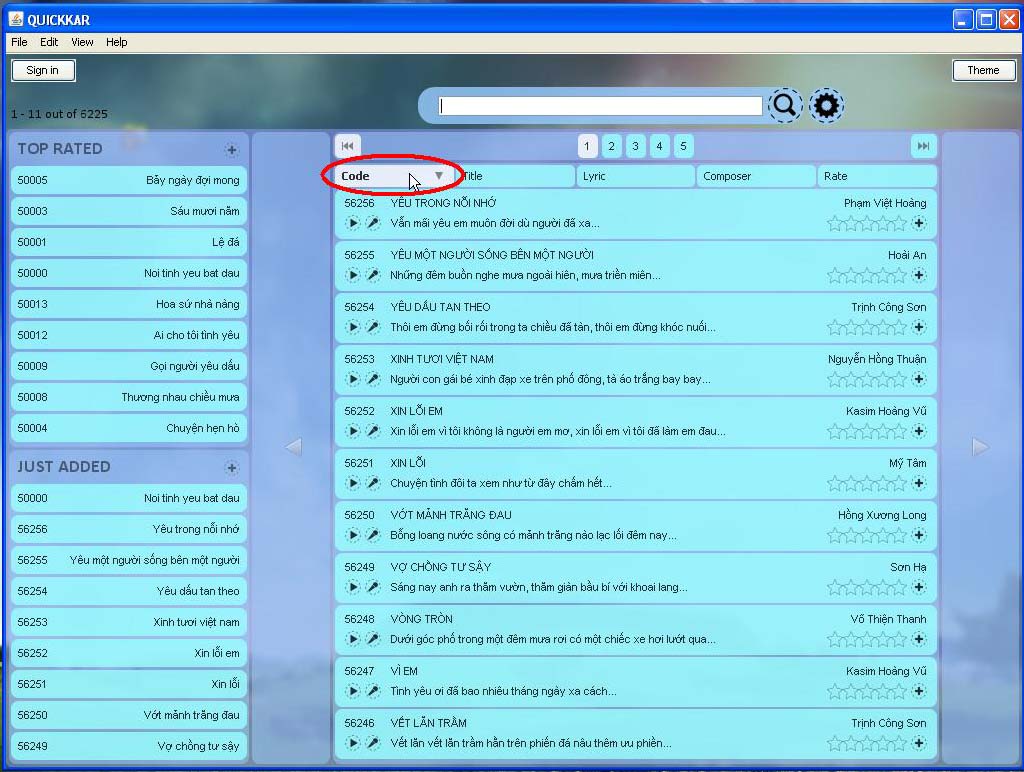 QUICKKAR
File Edit View Help
Sign in
Theme
1 - 11 out of 6225
TOP RATED
50005 Bảy ngày đợi mong
50003 Sáu mươi năm
50001 Lệ đá
50000 Noi tinh yeu bat dau
50013 Hoa sứ nhà nàng
50012 Ai cho tôi tình yêu
50009 Gọi người yêu dấu
50008 Thương nhau chiều mưa
50004 Chuyện hẹn hò
JUST ADDED
50000 Noi tinh yeu bat dau
56256 Yêu trong nỗi nhớ
56255 Yêu một người sống bên một người
56254 Yêu dấu tan theo
56253 Xinh tươi việt nam
56252 Xin lỗi em
56251 Xin lỗi
56250 Vớt mảnh trăng đau
56249 Vợ chồng tư sậy
1 2 3 4 5
Code Title Lyric Composer Rate
56256 YÊU TRONG NỖI NHỚ Phạm Việt Hoàng
Vẫn mãi yêu em muôn đời dù người đã xa...
56255 YÊU MỘT NGƯỜI SỐNG BÊN MỘT NGƯỜI Hoài An
Những đêm buồn nghe mưa ngoài hiên, mưa triền miên...
56254 YÊU DẤU TAN THEO Trịnh Công Sơn
Thôi em đừng bối rối trong ta chiều đã tàn, thôi em đừng khóc nuối...
56253 XINH TƯƠI VIỆT NAM Nguyễn Hồng Thuận
Người con gái bé xinh đạp xe trên phố đông, tà áo trắng bay bay...
56252 XIN LỖI EM Kasim Hoàng Vũ
Xin lỗi em vì tôi không là người em mơ, xin lỗi em vì tôi đã làm em đau...
56251 XIN LỖI Mỹ Tâm
Chuyện tình đôi ta xem như từ đây chấm hết...
56250 VỚT MẢNH TRĂNG ĐAU Hồng Xương Long
Bỗng loang nước sông có mảnh trăng nào lạc lối đêm nay...
56249 VỢ CHỒNG TƯ SẬY Sơn Hạ
Sáng nay anh ra thăm vườn, thăm giàn bầu bí với khoai lang...
56248 VÒNG TRÒN Võ Thiện Thanh
Dưới góc phố trong một đêm mưa rơi có một chiếc xe hơi lướt qua...
56247 VÌ EM Kasim Hoàng Vũ
Tình yêu ơi đã bao nhiêu tháng ngày xa cách...
56246 VẾT LĂN TRẦM Trịnh Công Sơn
Vết lăn vết lăn trầm hằn trên phiến đá nâu thêm ưu phiền...